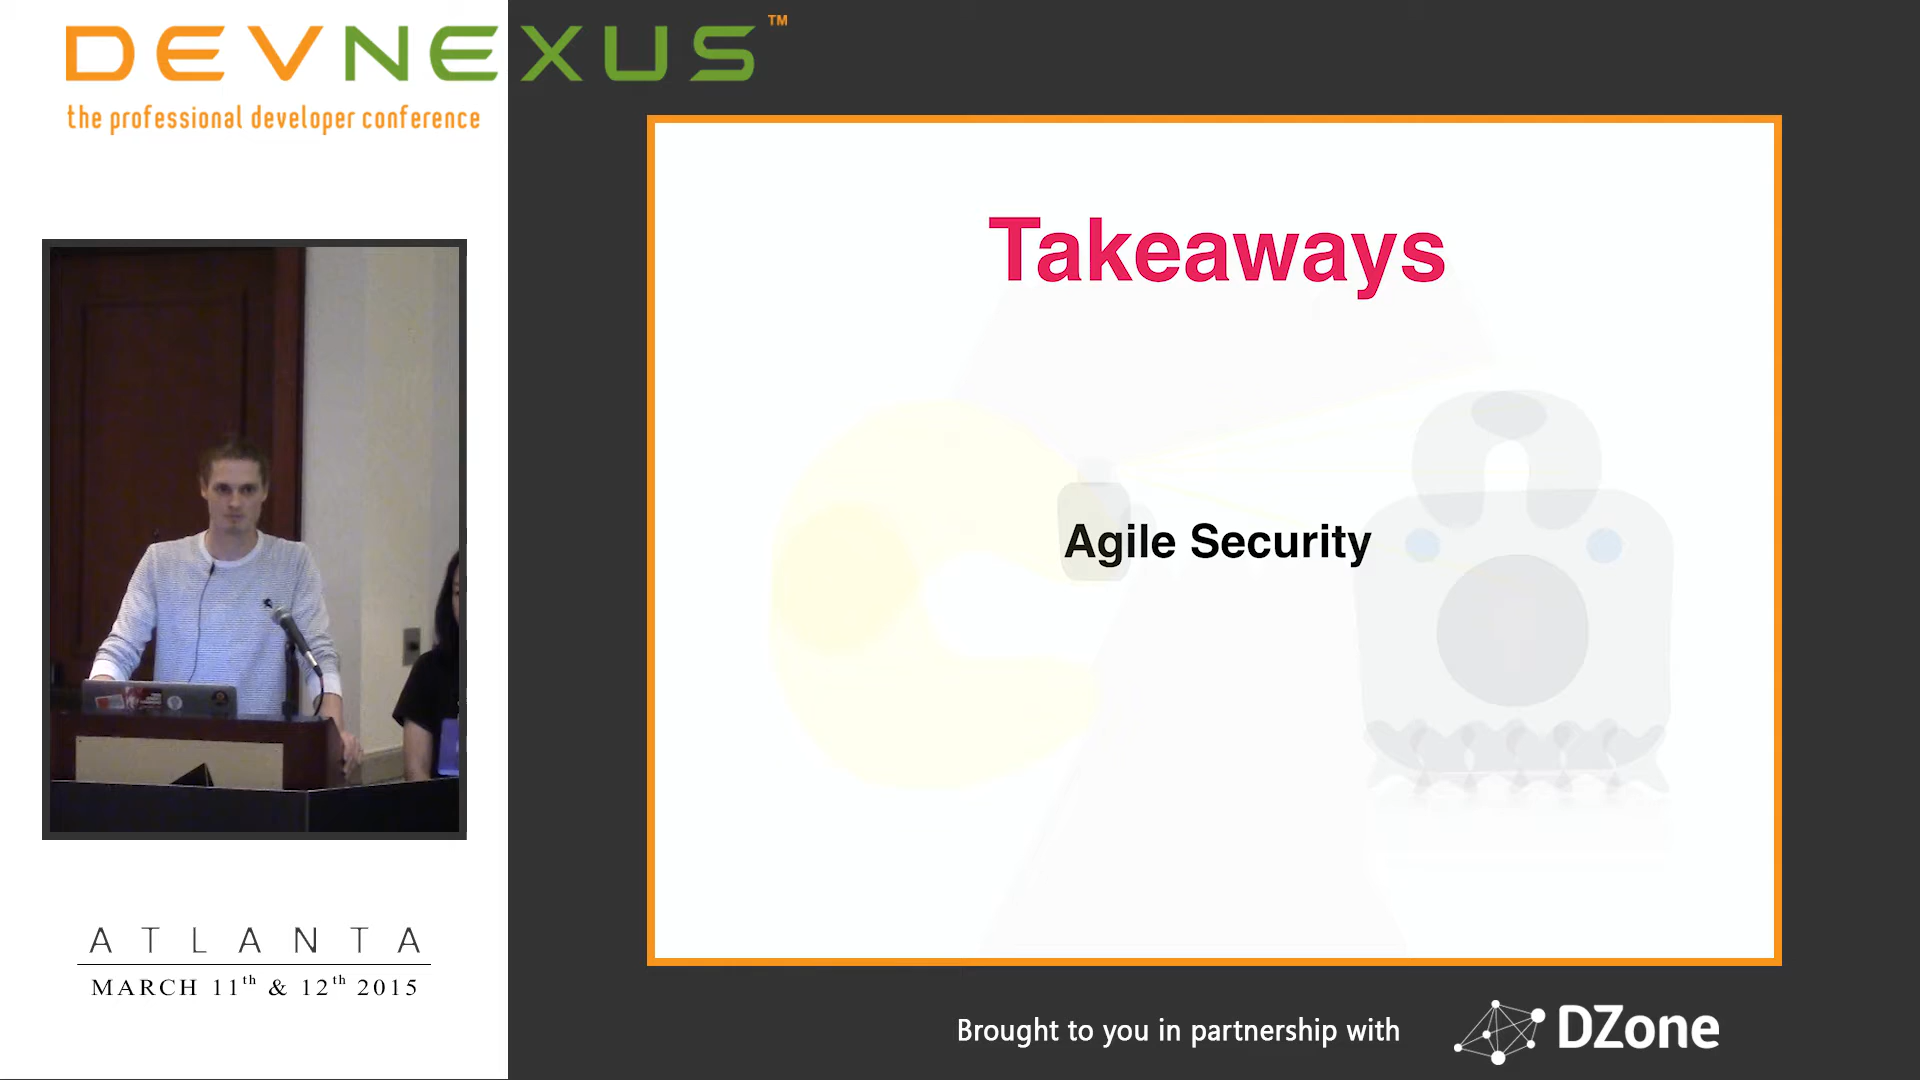 DEVNEXUS™
the professional developer conference
Takeaways
Agile Security
ATLANTA
MARCH 11th & 12th 2015
Brought to you in partnership with
DZone